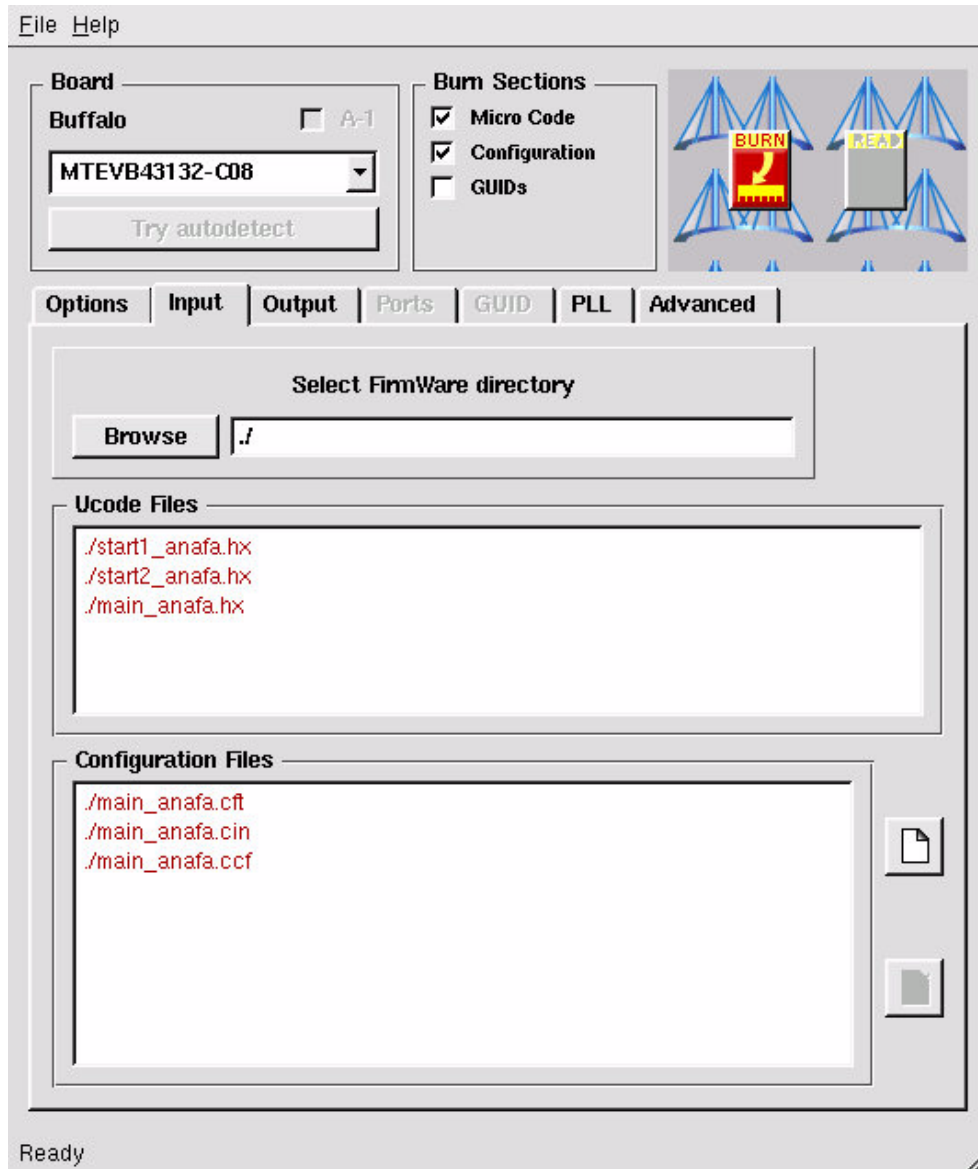 File Help
Board
Buffalo
A-1
MTEVB43132-C08
Try autodetect
Burn Sections
Micro Code
Configuration
GUIDs
BURN
READ
Options Input Output Ports GUID PLL Advanced
Select FirmWare directory
Browse ./
Ucode Files
./start1_anafa.hx
./start2_anafa.hx
./main_anafa.hx
Configuration Files
./main_anafa.cft
./main_anafa.cin
./main_anafa.ccf
Ready